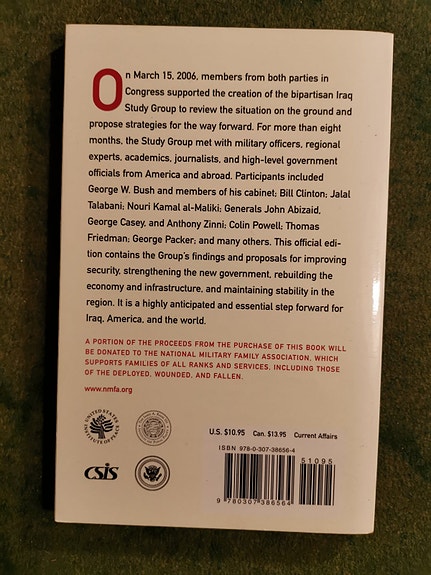 On March 15, 2006, members from both parties in
Congress supported the creation of the bipartisan Iraq
Study Group to review the situation on the ground and
propose strategies for the way forward. For more than eight
months, the Study Group met with military officers, regional
experts, academics, journalists, and high-level government
officials from America and abroad. Participants included
George W. Bush and members of his cabinet; Bill Clinton; Jalal
Talabani; Nouri Kamal al-Maliki; Generals John Abizaid,
George Casey, and Anthony Zinni; Colin Powell; Thomas
Friedman; George Packer; and many others. This official edi-
tion contains the Group's findings and proposals for improving
security, strengthening the new government, rebuilding the
economy and infrastructure, and maintaining stability in the
region. It is a highly anticipated and essential step forward for
Iraq, America, and the world.
A PORTION OF THE PROCEEDS FROM THE PURCHASE OF THIS BOOK WILL
BE DONATED TO THE NATIONAL MILITARY FAMILY ASSOCIATION, WHICH
SUPPORTS FAMILIES OF ALL RANKS AND SERVICES, INCLUDING THOSE
OF THE DEPLOYED, WOUNDED, AND FALLEN.
www.nmfa.org
UNITED STATES
INSTITUTE OF PEACE
CSIS
U.S. $10.95 Can. $13.95 Current Affairs
ISBN 978-0-307-38656-4
51095
9 780307 386564